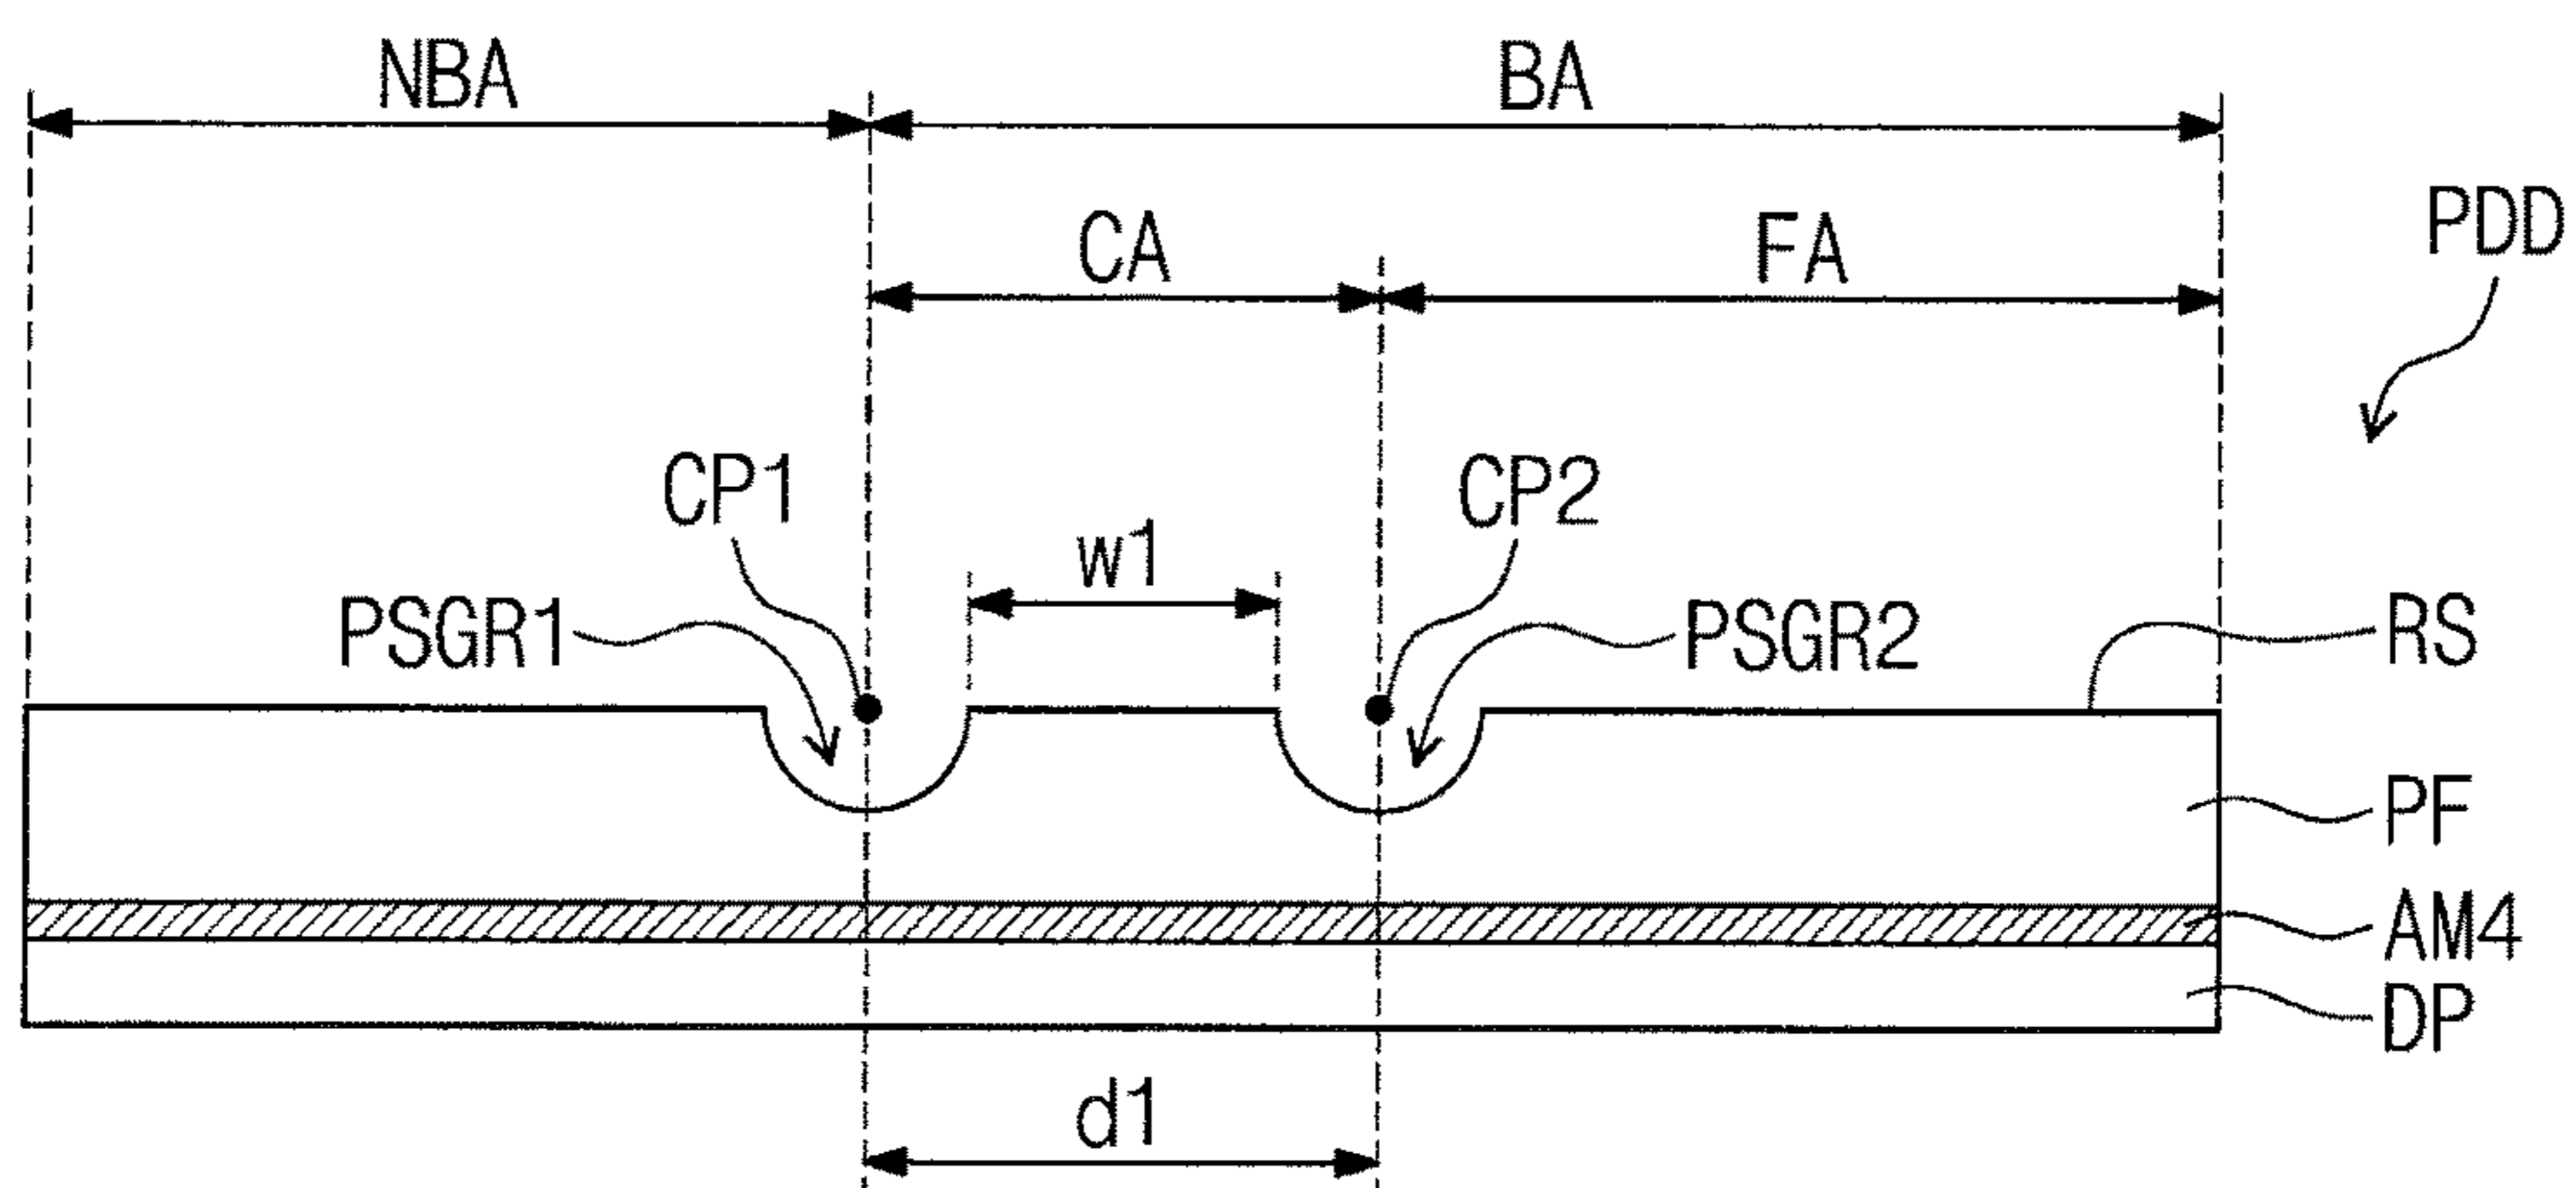 NBA
BA
PDD
CA
FA
CP1
CP2
w1
PSGR1
PSGR2
RS
PF
AM4
DP
d1